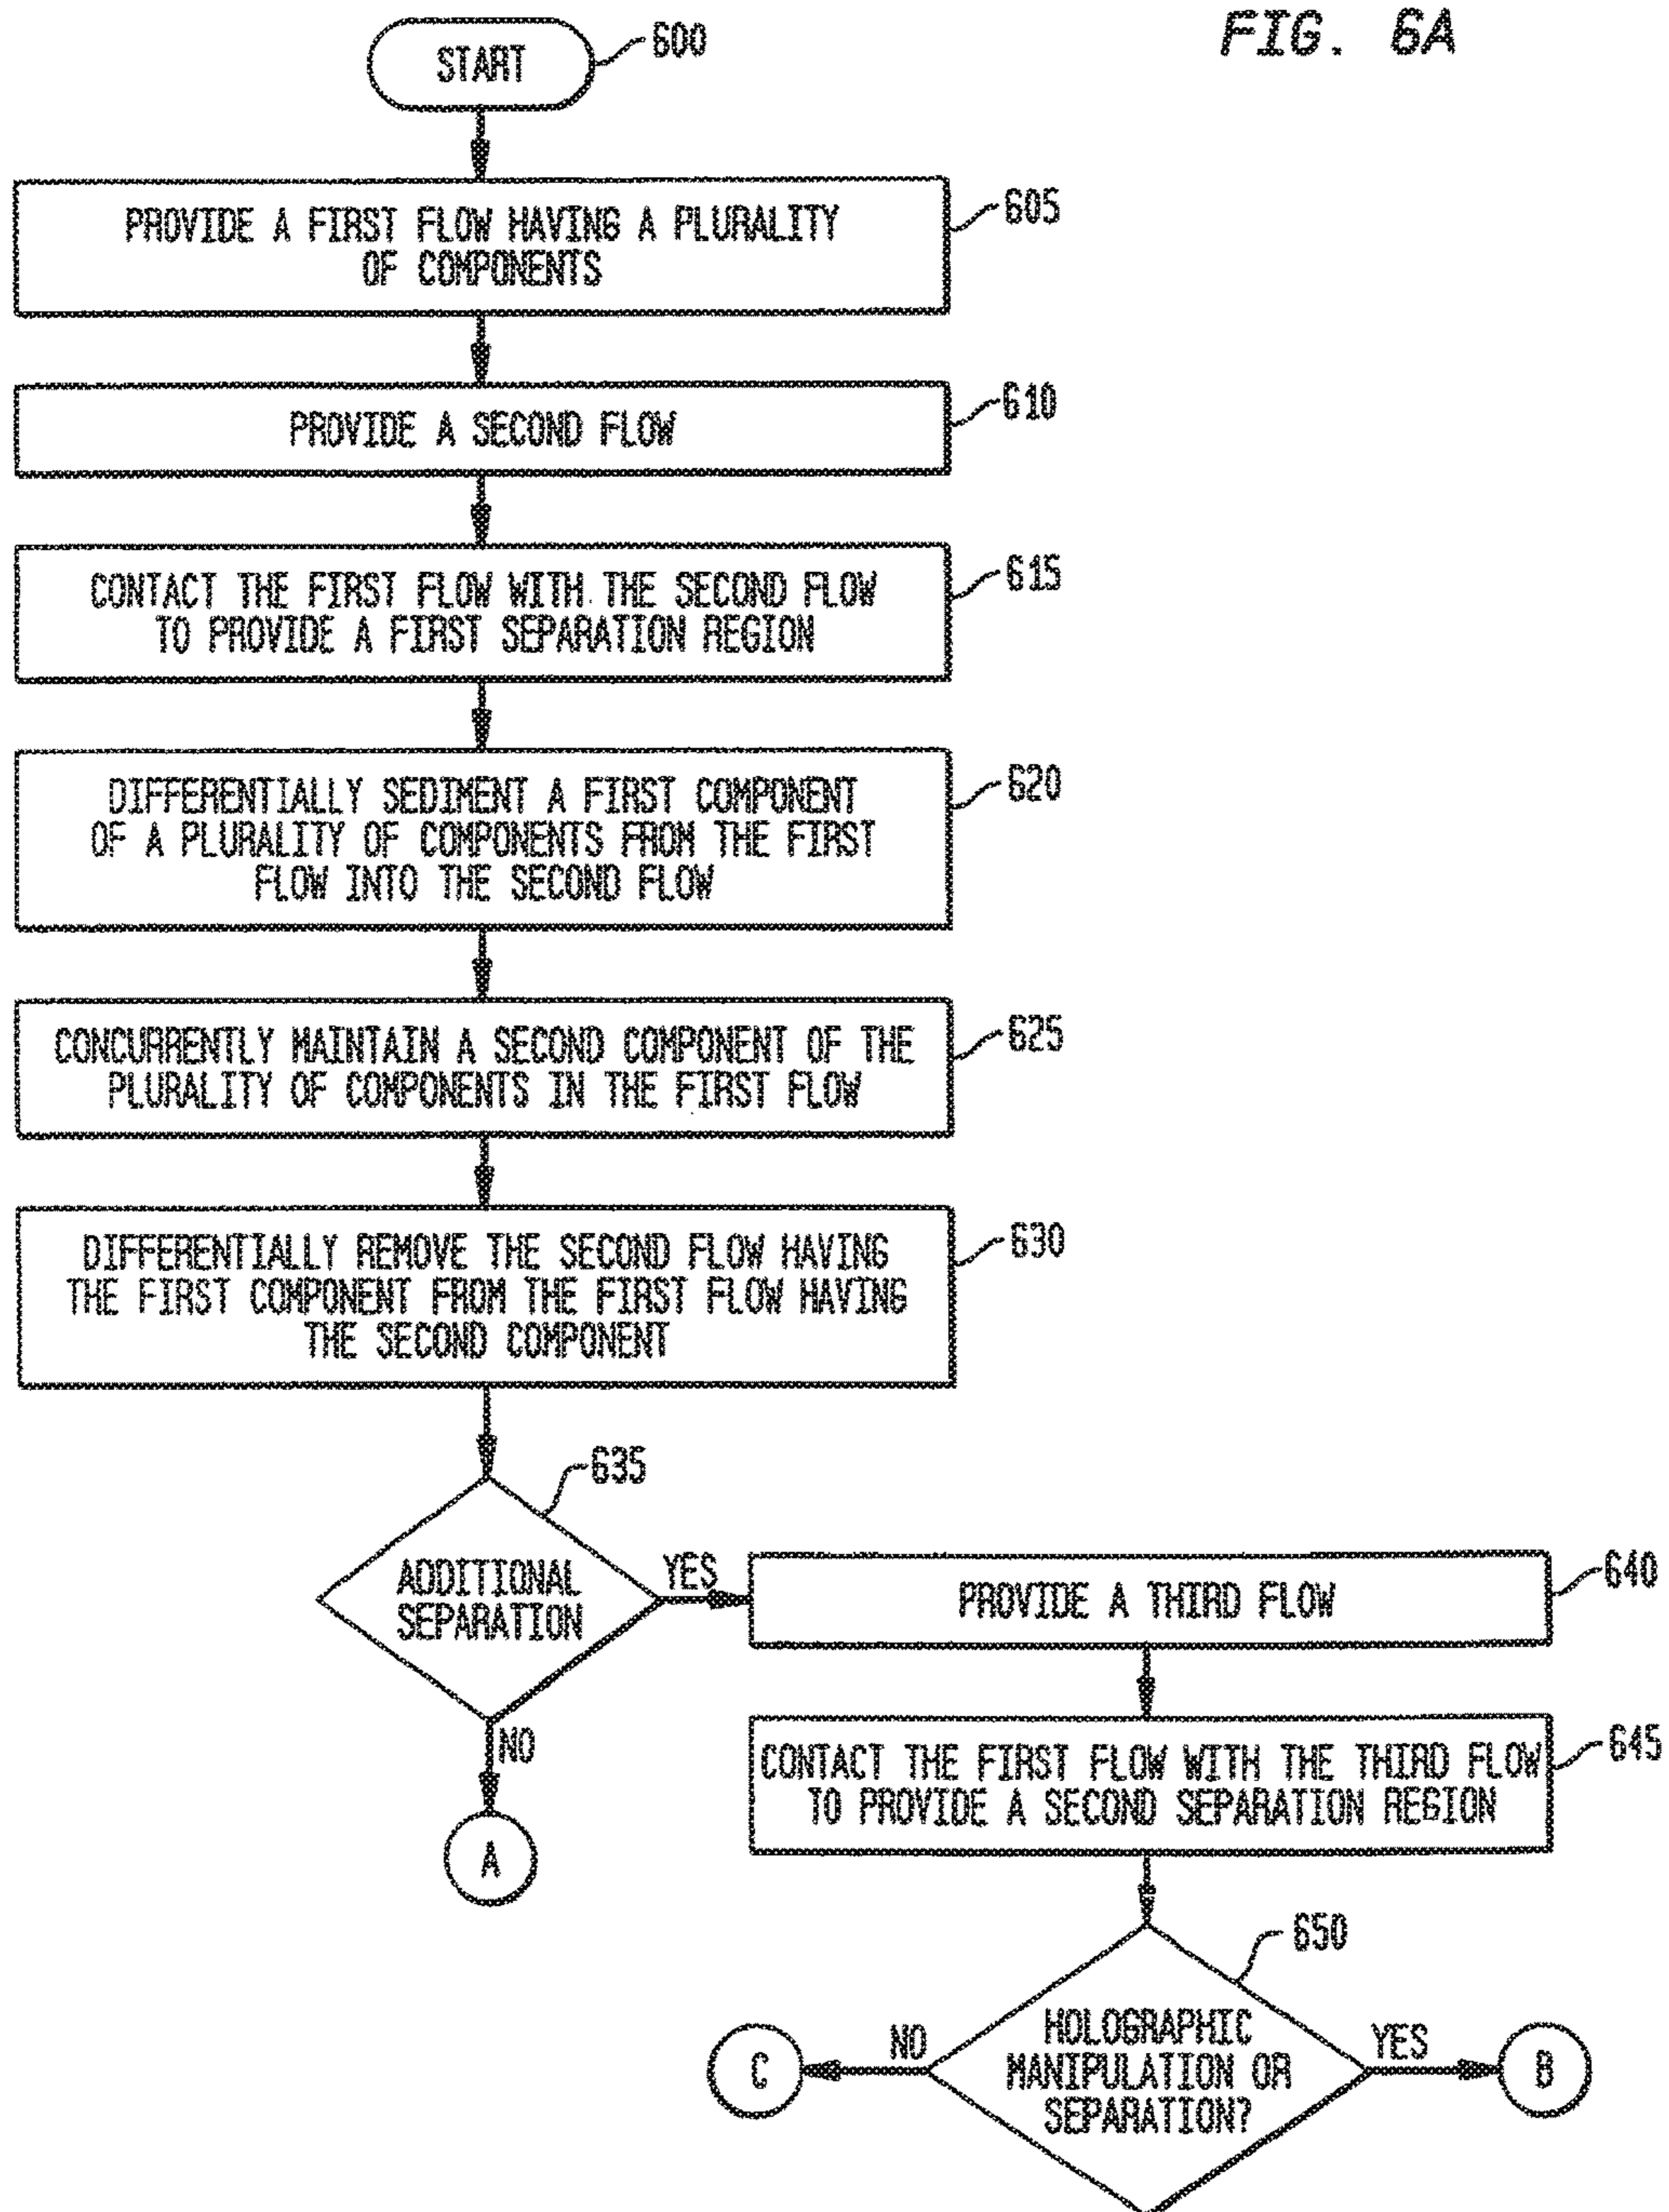 FIG. 6A
START
600
PROVIDE A FIRST FLOW HAVING A PLURALITY
OF COMPONENTS
605
PROVIDE A SECOND FLOW
610
CONTACT THE FIRST FLOW WITH THE SECOND FLOW
TO PROVIDE A FIRST SEPARATION REGION
615
DIFFERENTIALLY SEDIMENT A FIRST COMPONENT
OF A PLURALITY OF COMPONENTS FROM THE FIRST
FLOW INTO THE SECOND FLOW
620
CONCURRENTLY MAINTAIN A SECOND COMPONENT OF THE
PLURALITY OF COMPONENTS IN THE FIRST FLOW
625
DIFFERENTIALLY REMOVE THE SECOND FLOW HAVING
THE FIRST COMPONENT FROM THE FIRST FLOW HAVING
THE SECOND COMPONENT
630
635
ADDITIONAL
SEPARATION
YES
PROVIDE A THIRD FLOW
640
NO
A
CONTACT THE FIRST FLOW WITH THE THIRD FLOW
TO PROVIDE A SECOND SEPARATION REGION
645
650
HOLOGRAPHIC
MANIPULATION OR
SEPARATION?
NO
C
YES
B